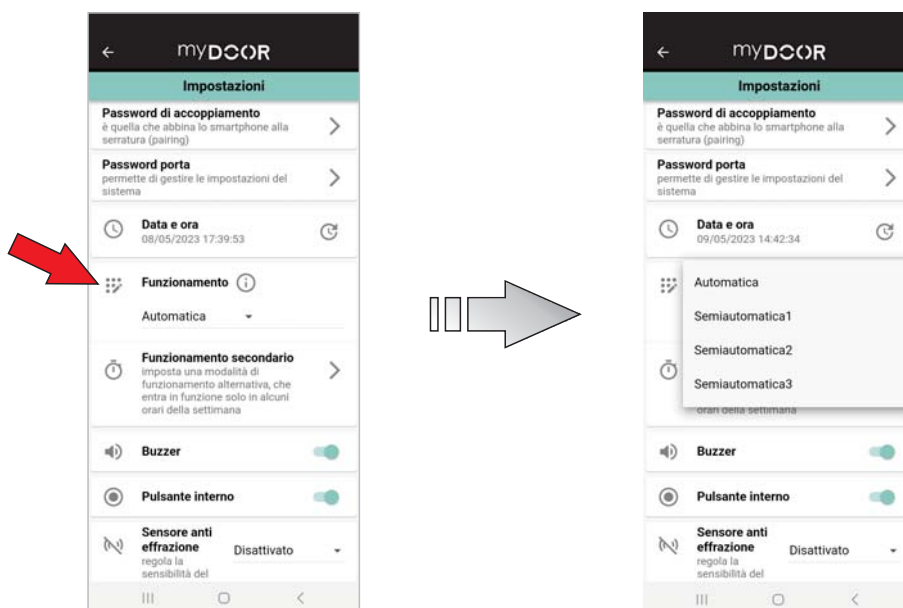 myDOOR
Impostazioni
Password di accoppiamento
è quella che abbina lo smartphone alla
serratura (pairing)
Password porta
permette di gestire le impostazioni del
sistema
Data e ora
08/05/2023 17:39:53
Funzionamento
Automatica
Funzionamento secondario
imposta una modalità di
funzionamento alternativa, che
entra in funzione solo in alcuni
orari della settimana
Buzzer
Pulsante interno
Sensore anti
effrazione
Disattivato
regola la
sensibilità del
myDOOR
Impostazioni
Password di accoppiamento
è quella che abbina lo smartphone alla
serratura (pairing)
Password porta
permette di gestire le impostazioni del
sistema
Data e ora
09/05/2023 14:42:34
Automatica
Semiautomatica1
Semiautomatica2
Semiautomatica3
orari della settimana
Buzzer
Pulsante interno
Sensore anti
effrazione
Disattivato
regola la
sensibilità del